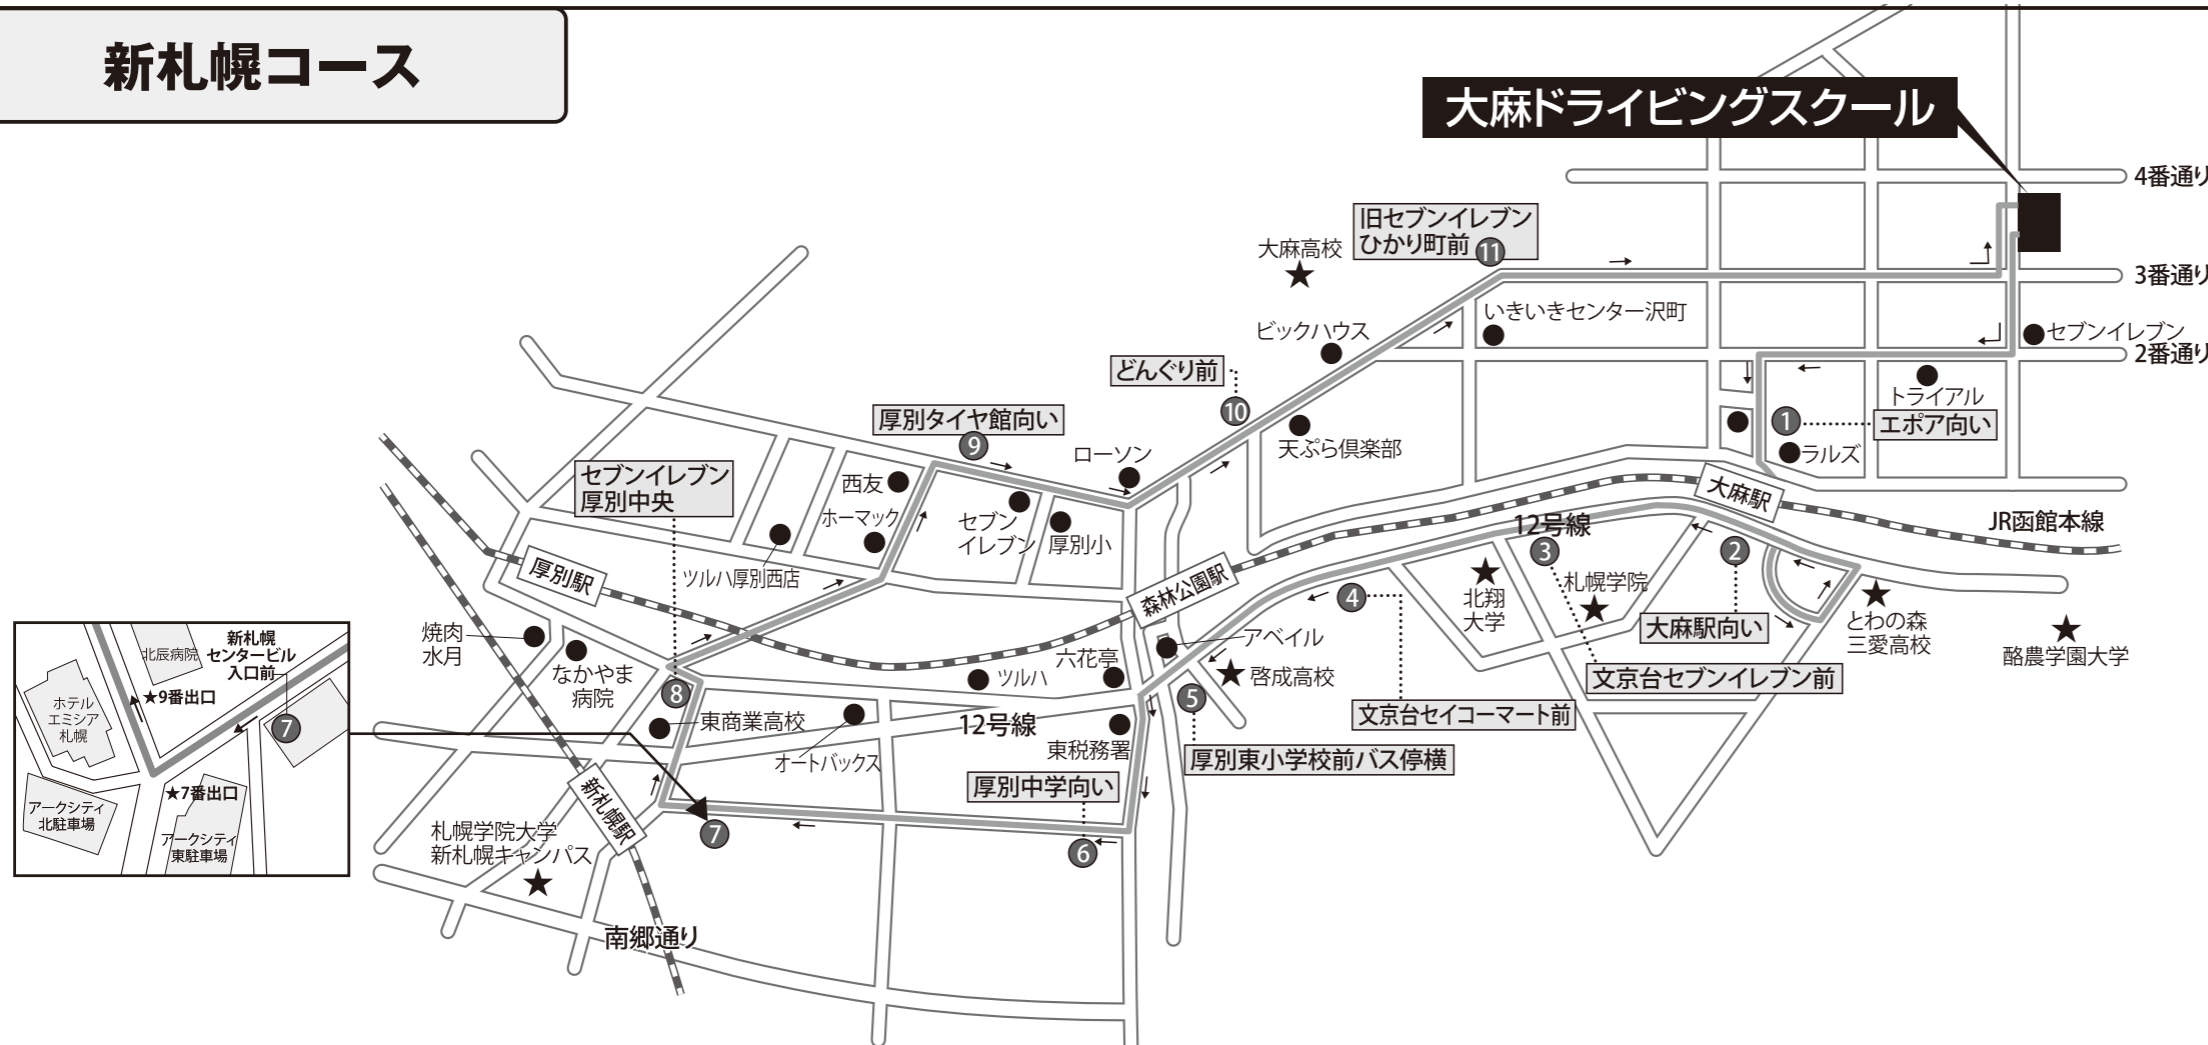 新札幌コース
大麻ドライビングスクール
4番通り
旧セブンイレブン
ひかり町前
⑪
大麻高校
3番通り
いきいきセンター沢町
ビックハウス
セブンイレブン
2番通り
どんぐり前
⑩
トライアル
①
エポア向い
ラルズ
天ぷら倶楽部
厚別タイヤ館向い
⑨
ローソン
セブンイレブン
厚別中央
西友
ホーマック
セブン
イレブン
厚別小
ツルハ厚別西店
大麻駅
JR函館本線
12号線
③
②
厚別駅
森林公園駅
④
北翔
大学
札幌学院
大麻駅向い
とわの森
三愛高校
酪農学園大学
文京台セブンイレブン前
文京台セイコーマート前
アベイル
啓成高校
⑤
厚別東小学校前バス停横
焼肉
水月
なかやま
病院
⑧
東商業高校
ツルハ
六花亭
12号線
東税務署
オートバックス
厚別中学向い
⑥
新札幌駅
⑦
札幌学院大学
新札幌キャンパス
南郷通り
北辰病院
新札幌
センタービル
入口前
⑦
★9番出口
ホテル
エミシア
札幌
★7番出口
アークシティ
北駐車場
アークシティ
東駐車場